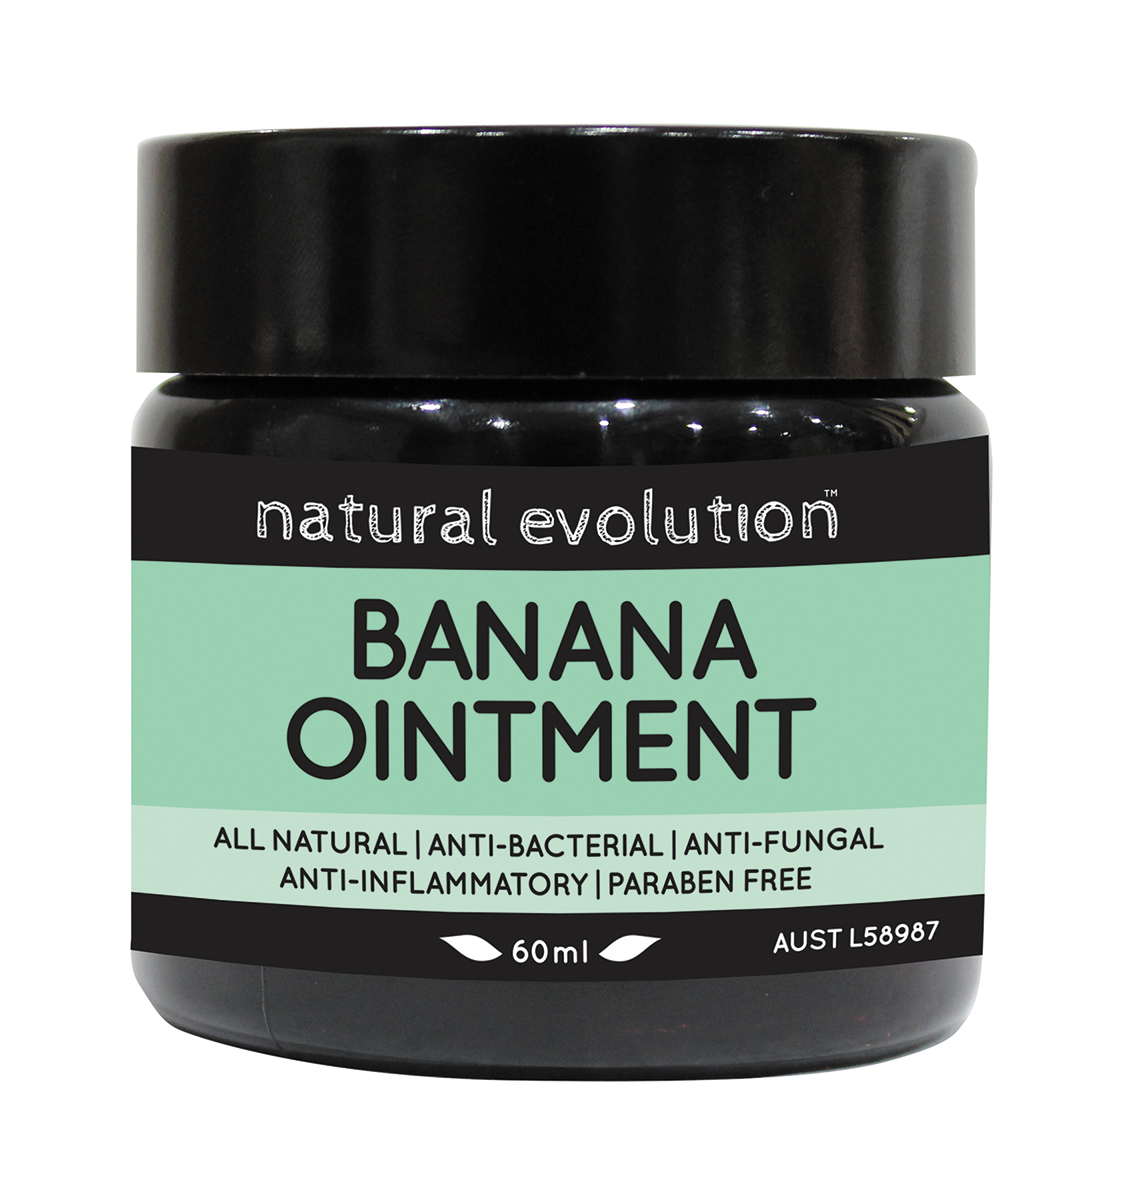 natural evolution™
BANANA
OINTMENT
ALL NATURAL | ANTI-BACTERIAL | ANTI-FUNGAL
ANTI-INFLAMMATORY | PARABEN FREE
60ml
AUST L58987